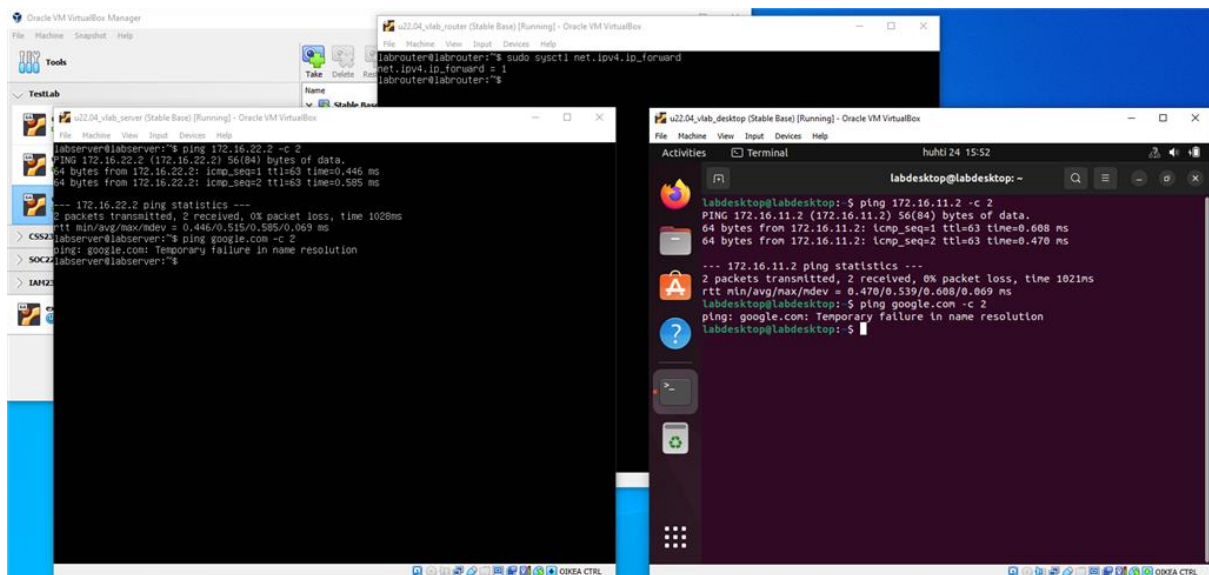 Oracle VM VirtualBox Manager
File Machine Snapshot Help
Tools
Take Delete
Name
TestLab
Stable Base
u22.04_vlab_router (Stable Base) [Running] - Oracle VM VirtualBox
File Machine View Input Devices Help
labrouter@labrouter:~$ sudo sysctl net.ipv4.ip_forward
net.ipv4.ip_forward = 1
labrouter@labrouter:~$
u22.04_vlab_server (Stable Base) [Running] - Oracle VM VirtualBox
File Machine View Input Devices Help
labserver@labserver:~$ ping 172.16.22.2 -c 2
PING 172.16.22.2 (172.16.22.2) 56(84) bytes of data.
64 bytes from 172.16.22.2: icmp_seq=1 ttl=63 time=0.446 ms
64 bytes from 172.16.22.2: icmp_seq=2 ttl=63 time=0.585 ms
--- 172.16.22.2 ping statistics ---
2 packets transmitted, 2 received, 0% packet loss, time 1028ms
rtt min/avg/max/mdev = 0.446/0.515/0.585/0.069 ms
labserver@labserver:~$ ping google.com -c 2
ping: google.com: Temporary failure in name resolution
labserver@labserver:~$
OIKEA CTRL
u22.04_vlab_desktop (Stable Base) [Running] - Oracle VM VirtualBox
File Machine View Input Devices Help
Activities Terminal huhti 24 15:52
labdesktop@labdesktop: ~
labdesktop@labdesktop:~$ ping 172.16.11.2 -c 2
PING 172.16.11.2 (172.16.11.2) 56(84) bytes of data.
64 bytes from 172.16.11.2: icmp_seq=1 ttl=63 time=0.608 ms
64 bytes from 172.16.11.2: icmp_seq=2 ttl=63 time=0.470 ms
--- 172.16.11.2 ping statistics ---
2 packets transmitted, 2 received, 0% packet loss, time 1021ms
rtt min/avg/max/mdev = 0.470/0.539/0.608/0.069 ms
labdesktop@labdesktop:~$ ping google.com -c 2
ping: google.com: Temporary failure in name resolution
labdesktop@labdesktop:~$
OIKEA CTRL